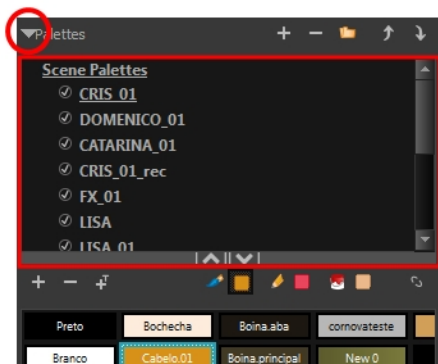 Palettes
Scene Palettes
CRIS_01
DOMENICO_01
CATARINA_01
CRIS_01_rec
FX_01
LISA
LISA_01
Preto Bochecha Boina.aba cornovateste
Branco Cabelo.01 Boina.principal New 0